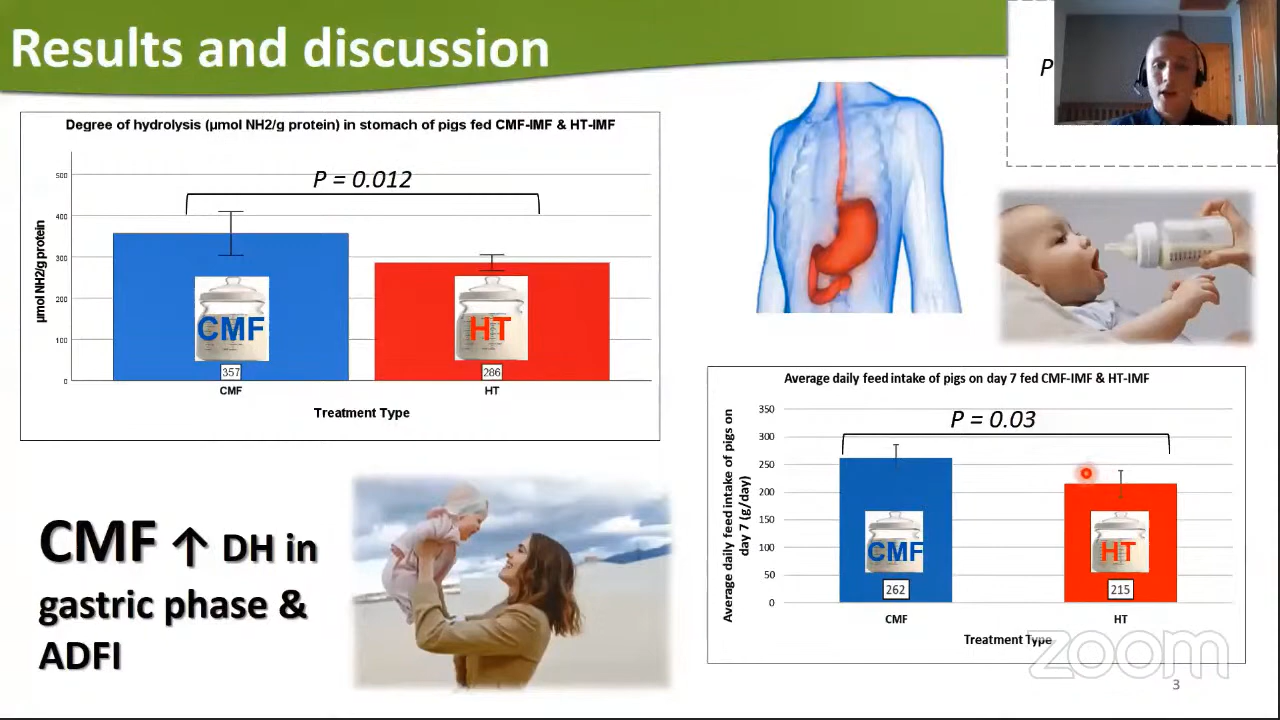 Results and discussion
P
Degree of hydrolysis (µmol NH2/g protein) in stomach of pigs fed CMF-IMF & HT-IMF
P = 0.012
500
400
300
200
100
0
µmol NH2/g protein
CMF
HT
357
286
CMF
HT
Treatment Type
Average daily feed intake of pigs on day 7 fed CMF-IMF & HT-IMF
P = 0.03
350
300
250
200
150
100
50
0
Average daily feed intake of pigs on
day 7 (g/day)
CMF
HT
262
215
CMF
HT
Treatment Type
CMF ↑ DH in
gastric phase &
ADFI
zoom
3